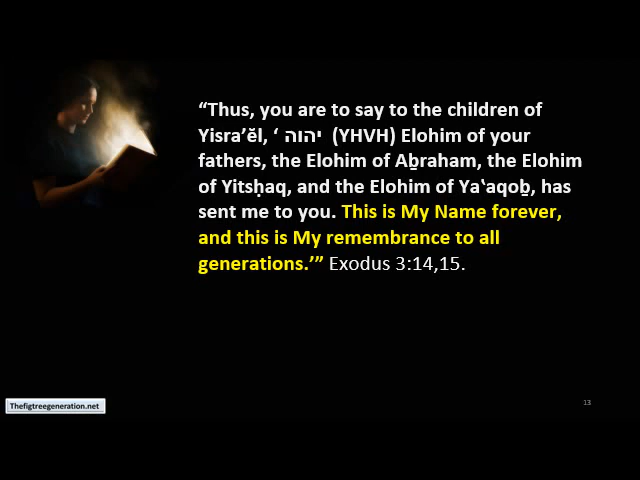 “Thus, you are to say to the children of
Yisra’ĕl, ‘ יהוה (YHVH) Elohim of your
fathers, the Elohim of Aḇraham, the Elohim
of Yitsḥaq, and the Elohim of Ya‛aqoḇ, has
sent me to you. This is My Name forever,
and this is My remembrance to all
generations.’” Exodus 3:14,15.
Thefigtreegeneration.net
13